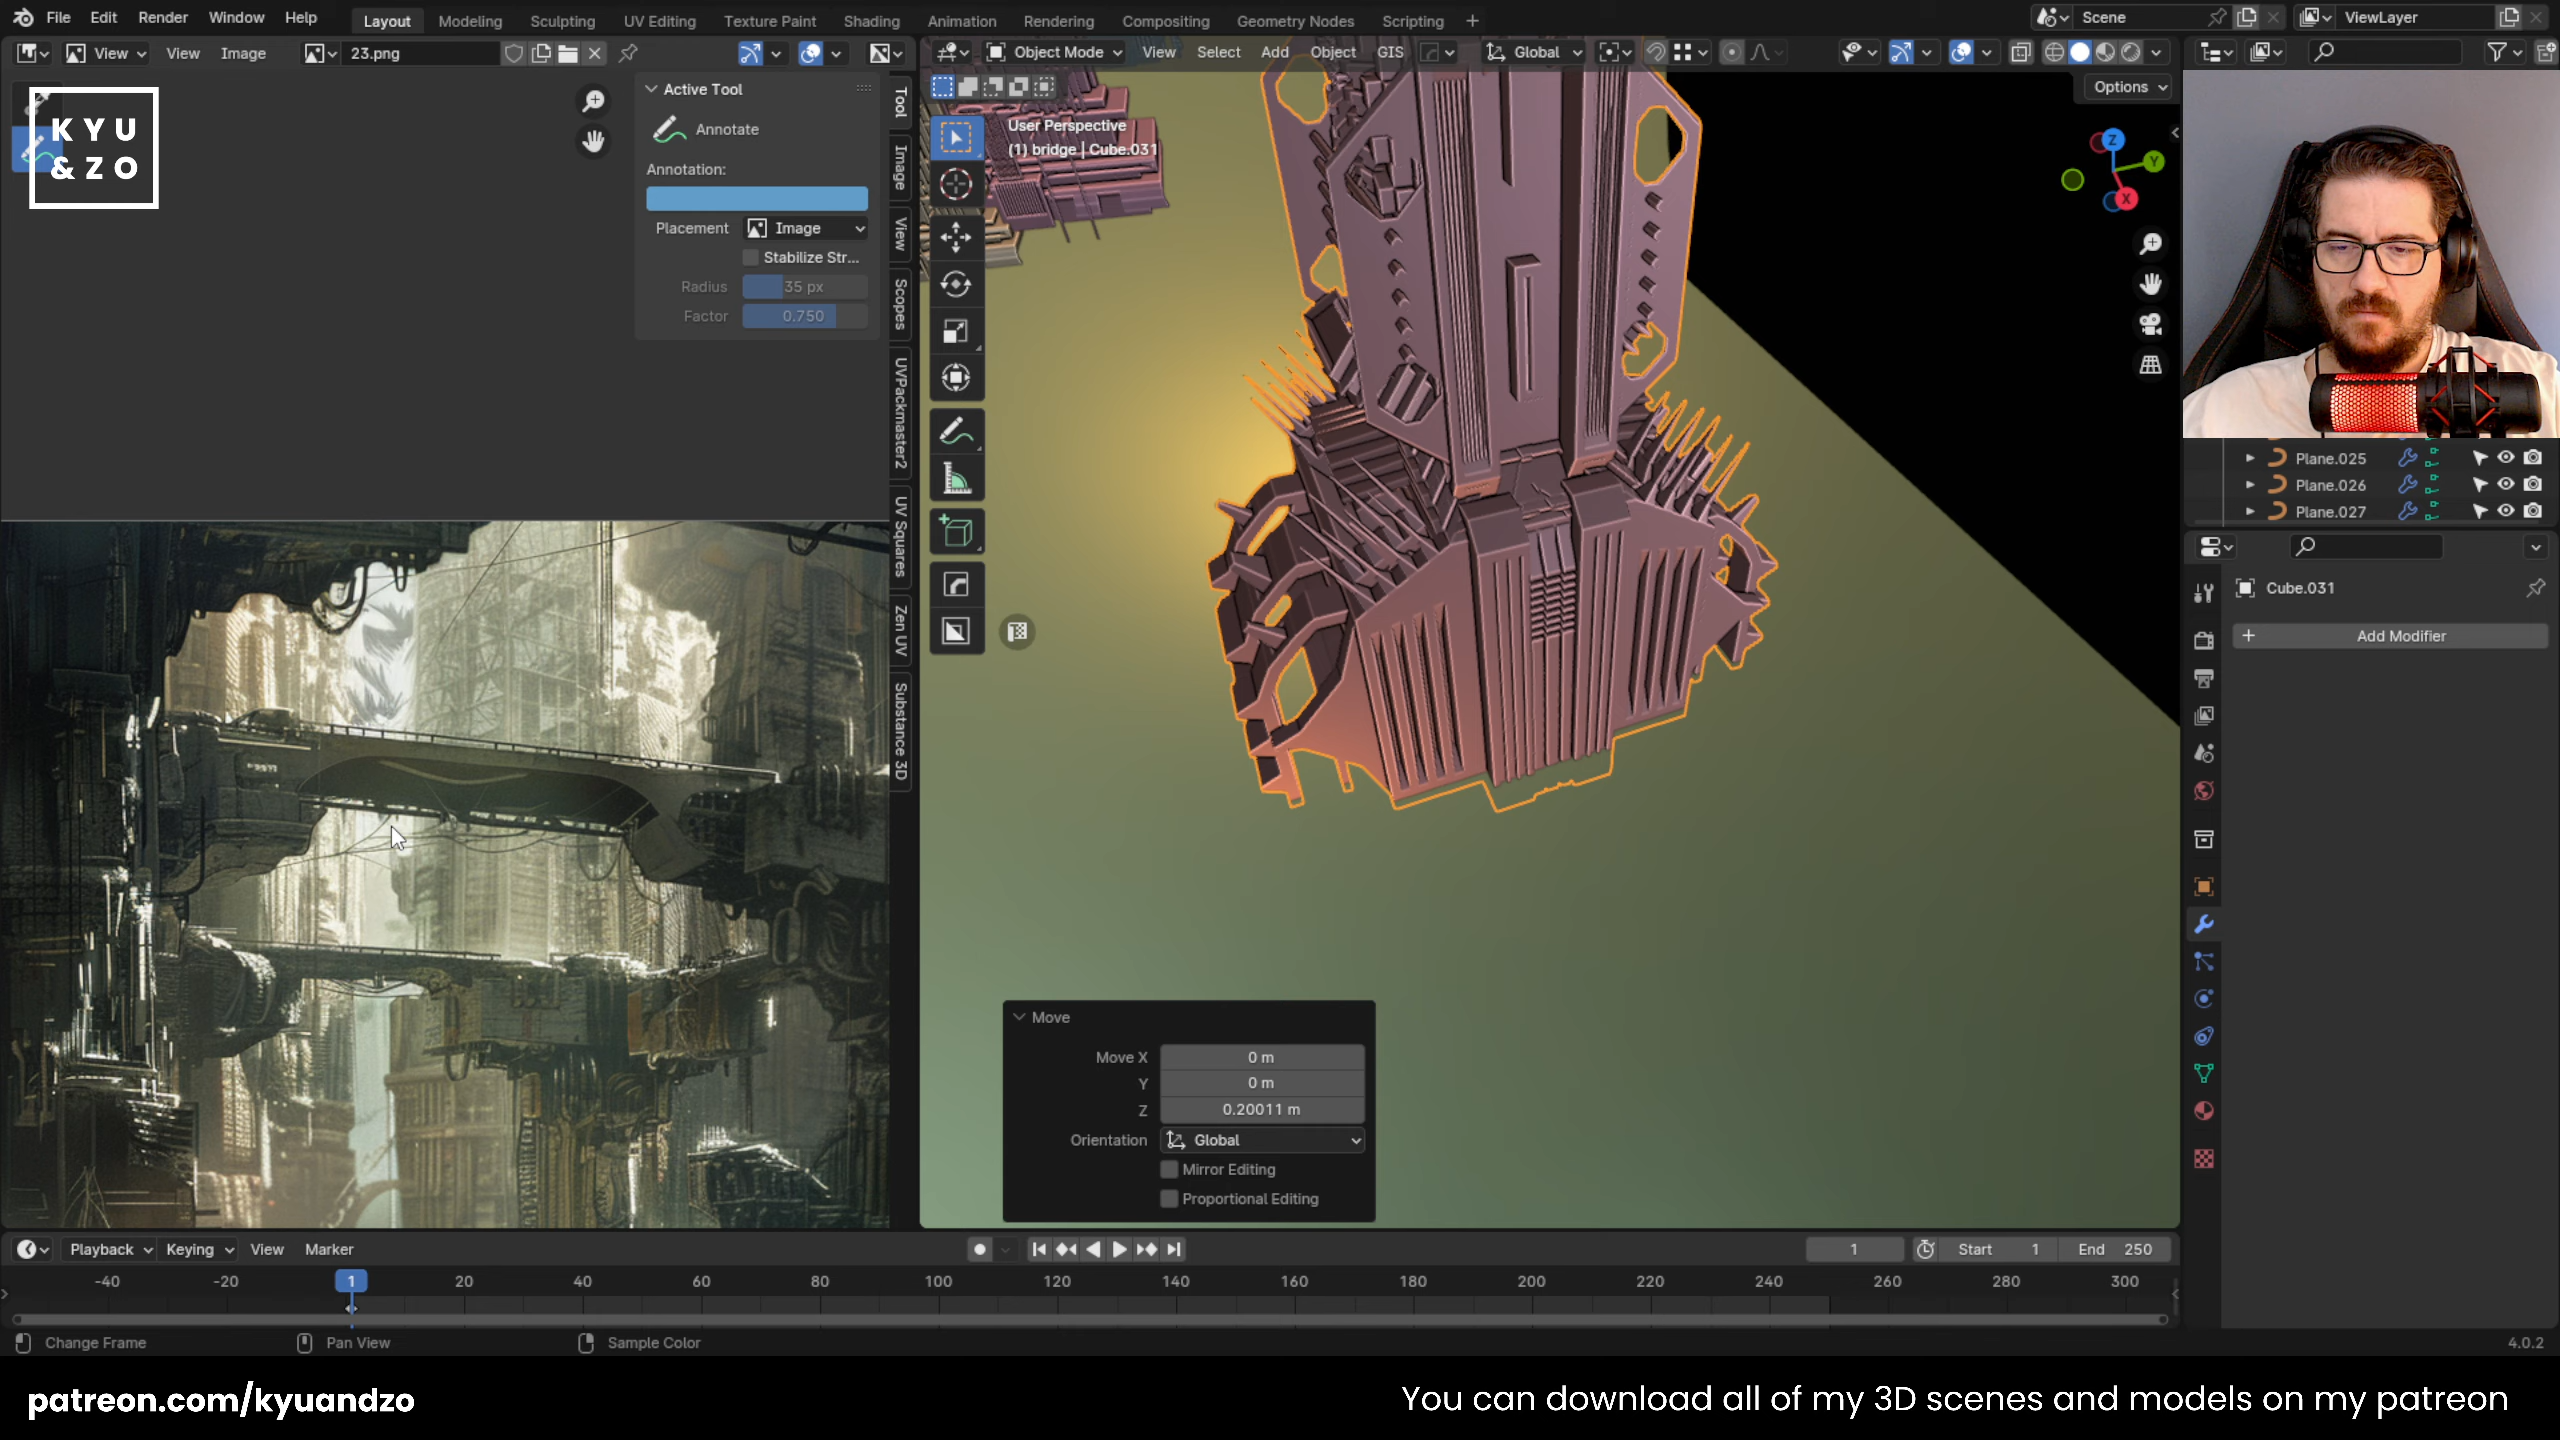 File Edit Render Window Help Layout Modeling Sculpting UV Editing Texture Paint Shading Animation Rendering Compositing Geometry Nodes Scripting + Scene ViewLayer
View View Image 23.png Object Mode View Select Add Object GIS Global
Options
KYU
&ZO
Active Tool
Annotate
Annotation:
Placement Image
Stabilize Str...
Radius 35 px
Factor 0.750
Tool
Image
View
Scopes
UVPackmaster2
UV Squares
Zen UV
Substance 3D
User Perspective
(1) bridge | Cube.031
Z
Y
X
Plane.025
Plane.026
Plane.027
Cube.031
+ Add Modifier
Move
Move X 0 m
Y 0 m
Z 0.20011 m
Orientation Global
Mirror Editing
Proportional Editing
Playback Keying View Marker 1 Start 1 End 250
-40 -20 1 20 40 60 80 100 120 140 160 180 200 220 240 260 280 300
Change Frame Pan View Sample Color 4.0.2
patreon.com/kyuandzo You can download all of my 3D scenes and models on my patreon